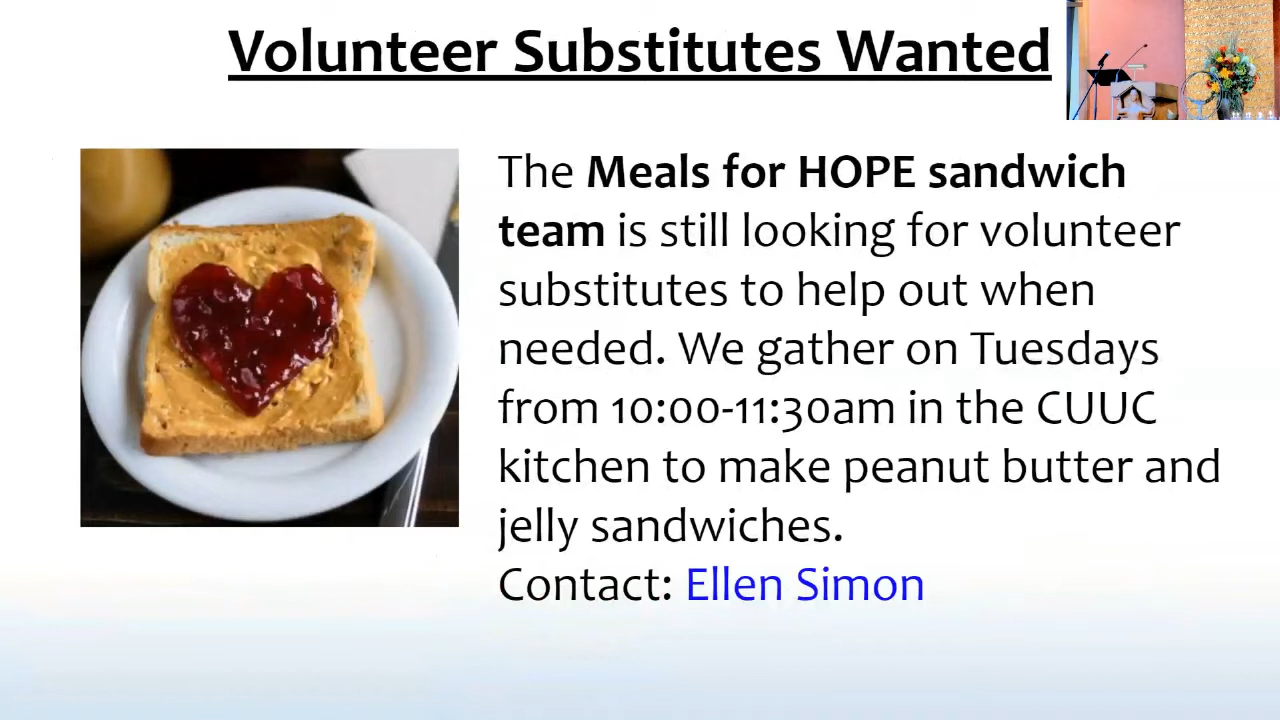 Volunteer Substitutes Wanted
The Meals for HOPE sandwich
team is still looking for volunteer
substitutes to help out when
needed. We gather on Tuesdays
from 10:00-11:30am in the CUUC
kitchen to make peanut butter and
jelly sandwiches.
Contact: Ellen Simon